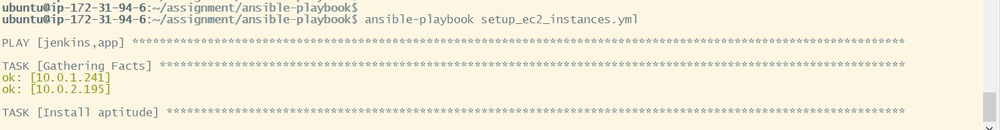 ubuntu@ip-172-31-94-6:~/assignment/ansible-playbook$
ubuntu@ip-172-31-94-6:~/assignment/ansible-playbook$ ansible-playbook setup_ec2_instances.yml
PLAY [jenkins,app] *****************************************************************************************************************
TASK [Gathering Facts] *************************************************************************************************************
ok: [10.0.1.241]
ok: [10.0.2.195]
TASK [Install aptitude] ************************************************************************************************************